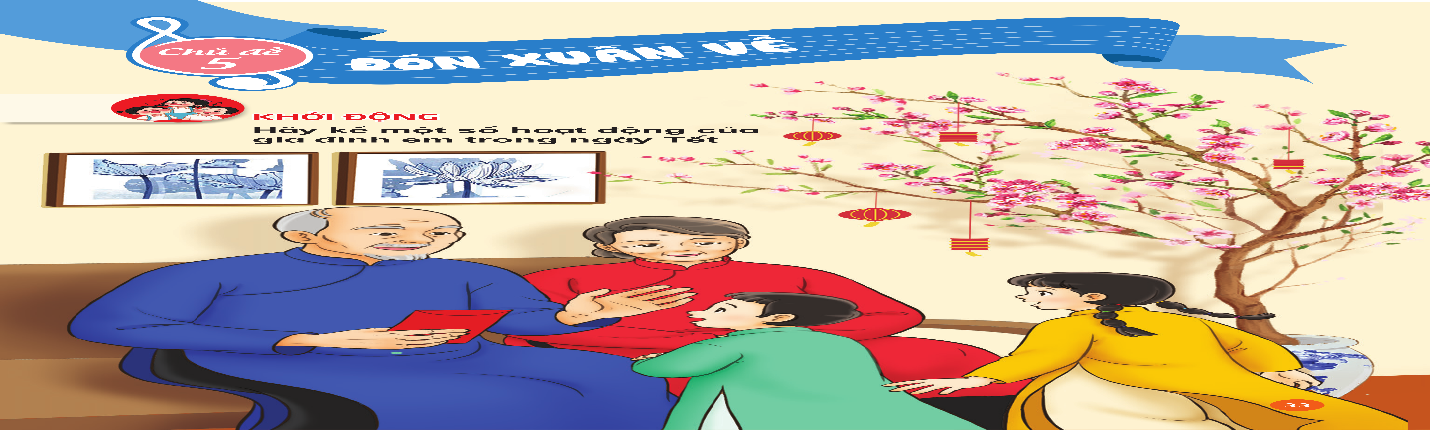 Chủ đề
5
ĐÓN XUÂN VỀ
KHỞI ĐỘNG
Hãy kể một số hoạt động của
gia đình em trong ngày Tết